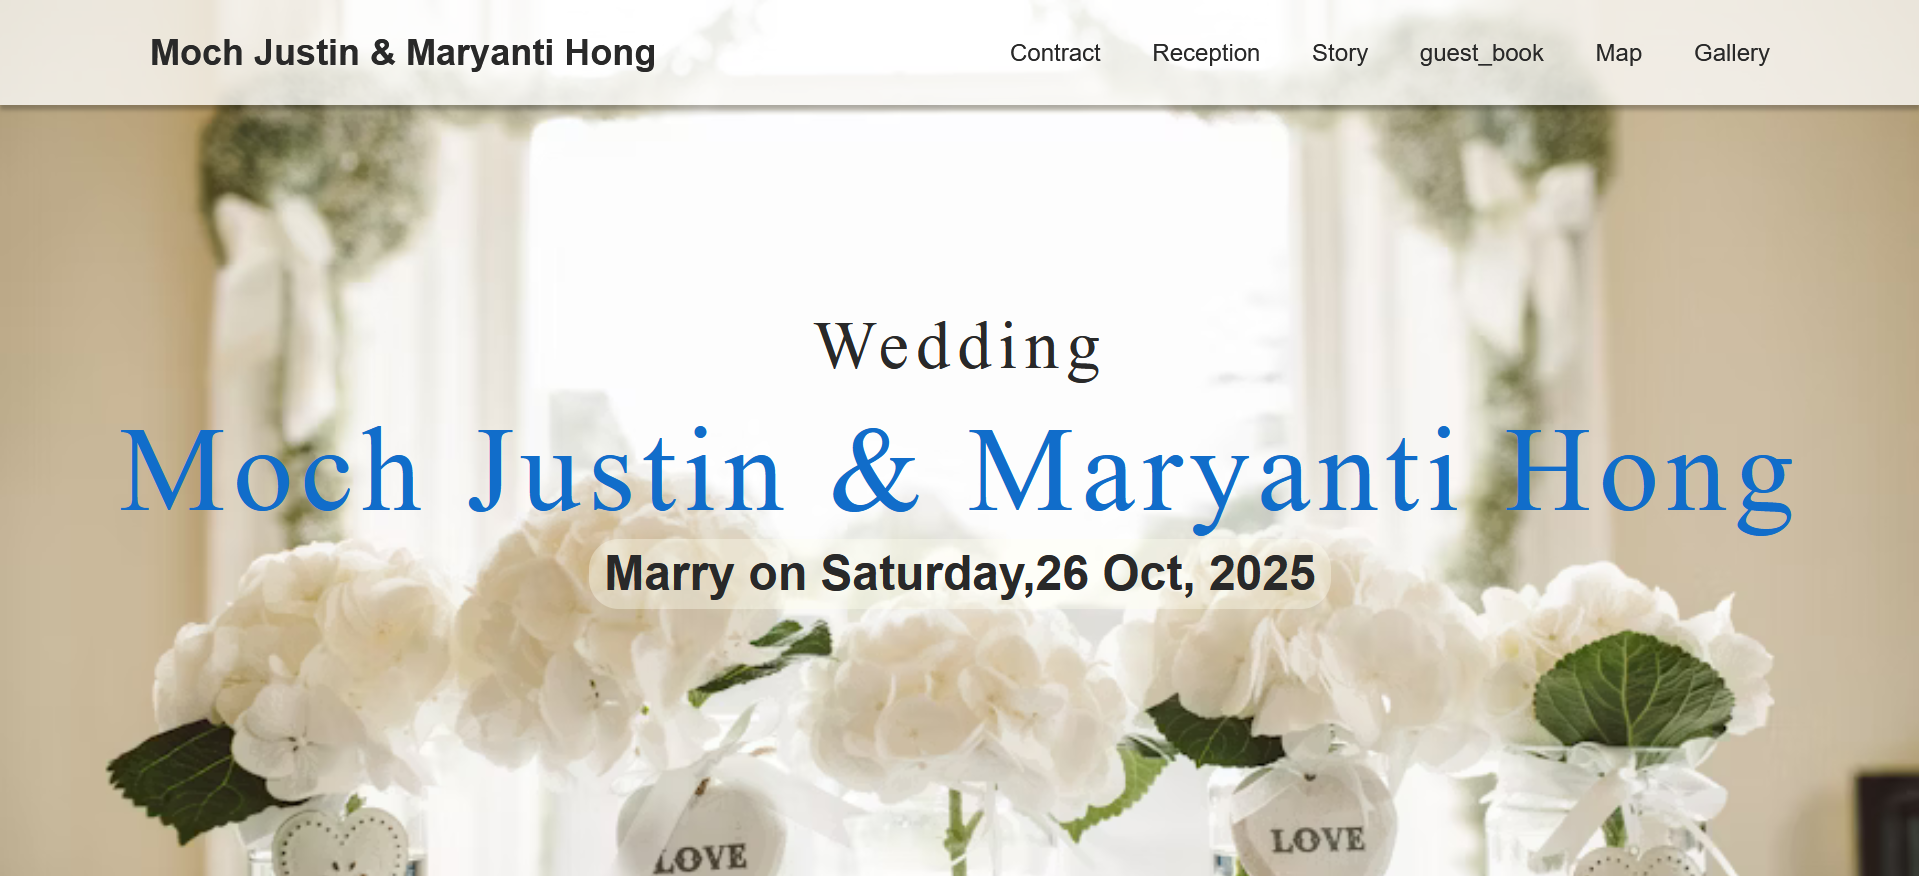 Moch Justin & Maryanti Hong
Contract Reception Story guest_book Map Gallery
Wedding
Moch Justin & Maryanti Hong
Marry on Saturday,26 Oct, 2025
LOVE
LOVE